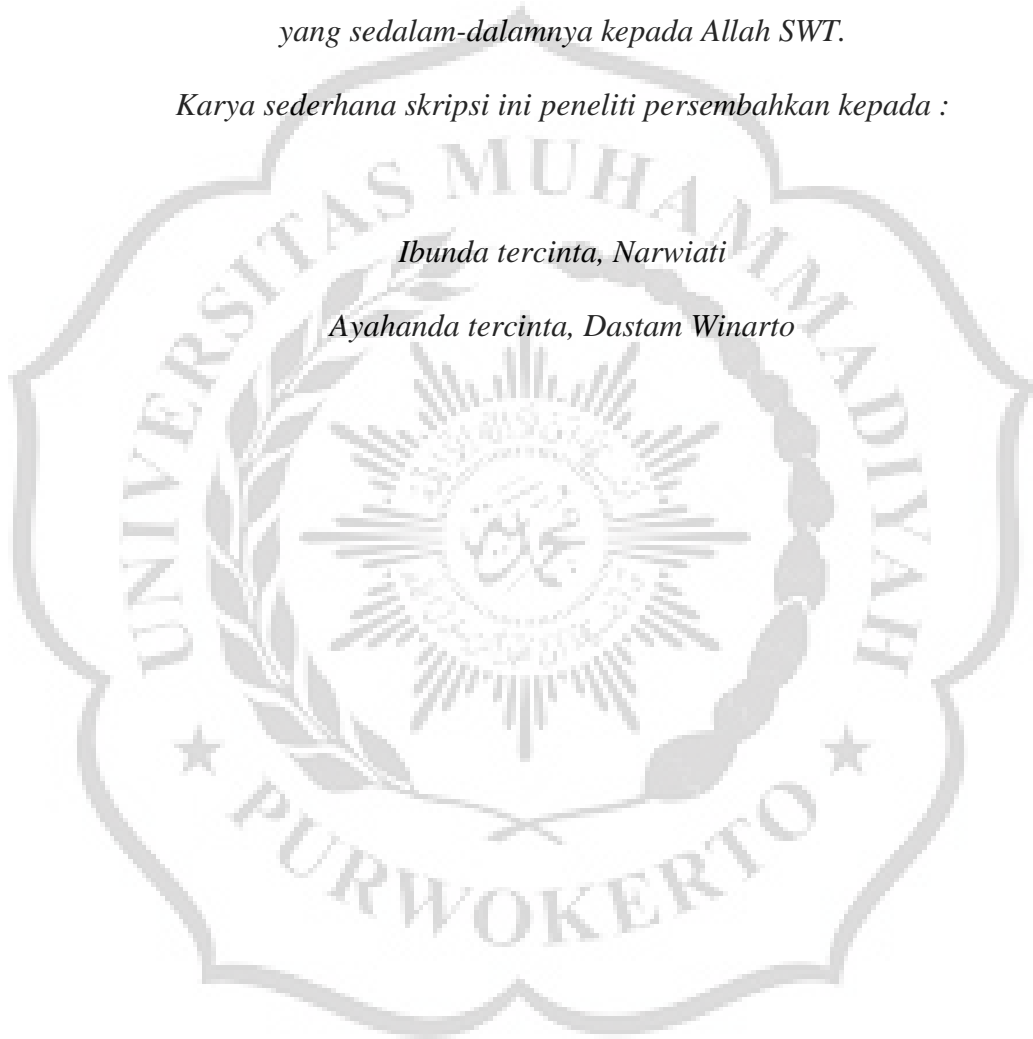 yang sedalam-dalamnya kepada Allah SWT.
Karya sederhana skripsi ini peneliti persembahkan kepada :
Ibunda tercinta, Narwiati
Ayahanda tercinta, Dastam Winarto
UNIVERSITAS MUHAMMADIYAH
PURWOKERTO